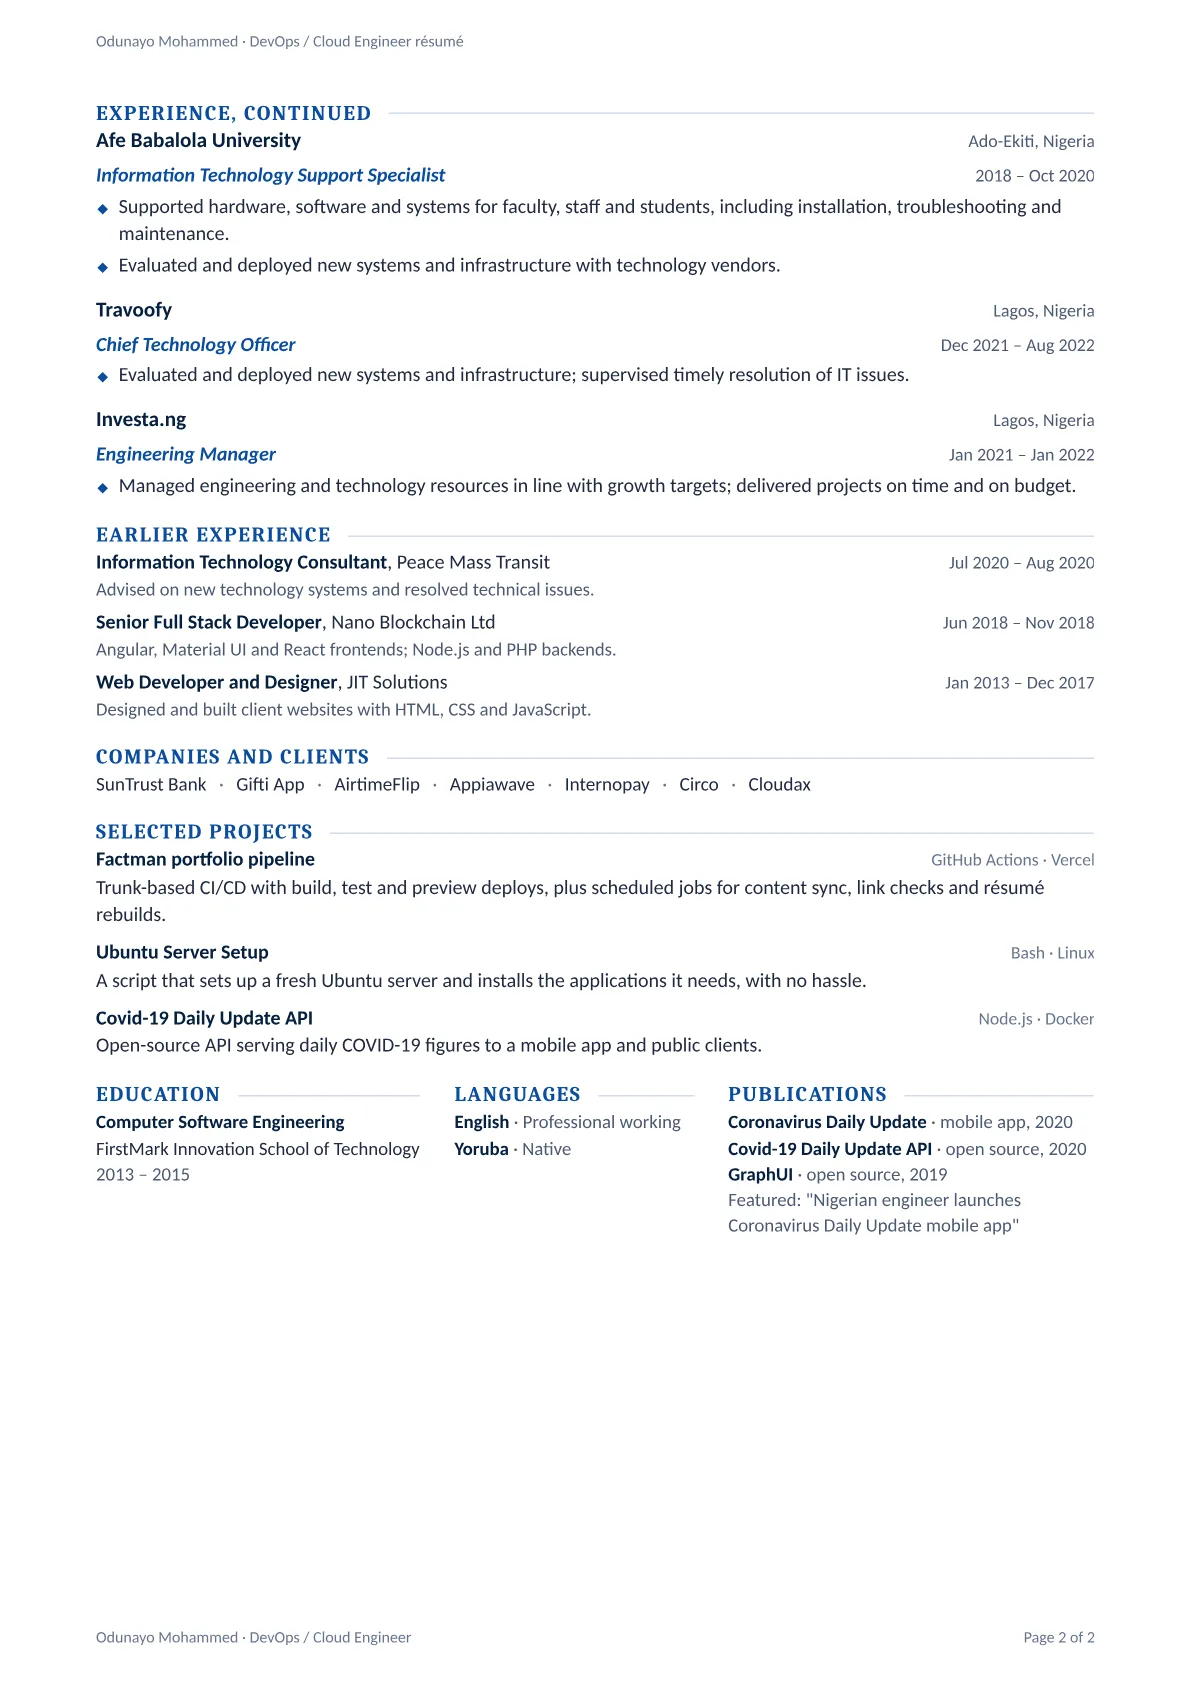 Odunayo Mohammed · DevOps / Cloud Engineer résumé
EXPERIENCE, CONTINUED
Afe Babalola University Ado-Ekiti, Nigeria
Information Technology Support Specialist 2018 – Oct 2020
◆ Supported hardware, software and systems for faculty, staff and students, including installation, troubleshooting and
maintenance.
◆ Evaluated and deployed new systems and infrastructure with technology vendors.
Travoofy Lagos, Nigeria
Chief Technology Officer Dec 2021 – Aug 2022
◆ Evaluated and deployed new systems and infrastructure; supervised timely resolution of IT issues.
Investa.ng Lagos, Nigeria
Engineering Manager Jan 2021 – Jan 2022
◆ Managed engineering and technology resources in line with growth targets; delivered projects on time and on budget.
EARLIER EXPERIENCE
Information Technology Consultant, Peace Mass Transit Jul 2020 – Aug 2020
Advised on new technology systems and resolved technical issues.
Senior Full Stack Developer, Nano Blockchain Ltd Jun 2018 – Nov 2018
Angular, Material UI and React frontends; Node.js and PHP backends.
Web Developer and Designer, JIT Solutions Jan 2013 – Dec 2017
Designed and built client websites with HTML, CSS and JavaScript.
COMPANIES AND CLIENTS
SunTrust Bank · Gifti App · AirtimeFlip · Appiawave · Internopay · Circo · Cloudax
SELECTED PROJECTS
Factman portfolio pipeline GitHub Actions · Vercel
Trunk-based CI/CD with build, test and preview deploys, plus scheduled jobs for content sync, link checks and résumé
rebuilds.
Ubuntu Server Setup Bash · Linux
A script that sets up a fresh Ubuntu server and installs the applications it needs, with no hassle.
Covid-19 Daily Update API Node.js · Docker
Open-source API serving daily COVID-19 figures to a mobile app and public clients.
EDUCATION
Computer Software Engineering
FirstMark Innovation School of Technology
2013 – 2015
LANGUAGES
English · Professional working
Yoruba · Native
PUBLICATIONS
Coronavirus Daily Update · mobile app, 2020
Covid-19 Daily Update API · open source, 2020
GraphUI · open source, 2019
Featured: "Nigerian engineer launches
Coronavirus Daily Update mobile app"
Odunayo Mohammed · DevOps / Cloud Engineer Page 2 of 2